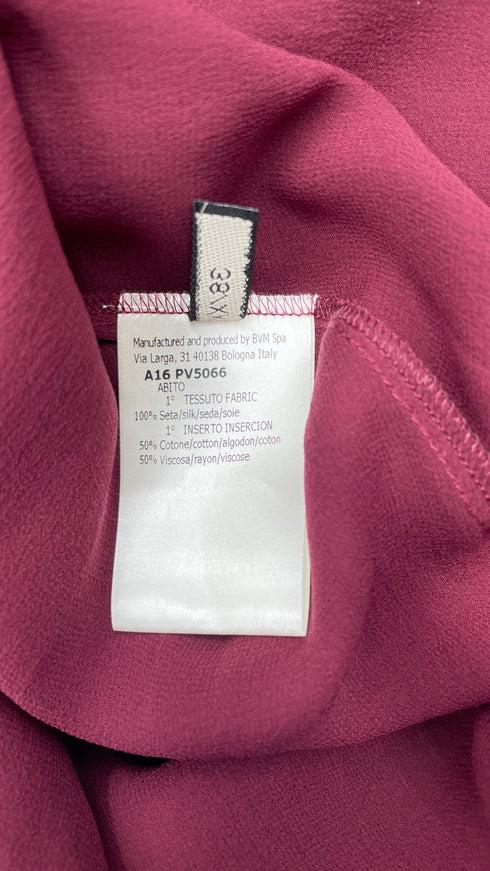 38\X
Manufactured and produced by BVM Spa
Via Larga, 31 40138 Bologna Italy
A16 PV5066
ABITO
1° TESSUTO FABRIC
100% Seta/silk/seda/soie
1° INSERTO INSERCION
50% Cotone/cotton/algodon/coton
50% Viscosa/rayon/viscose